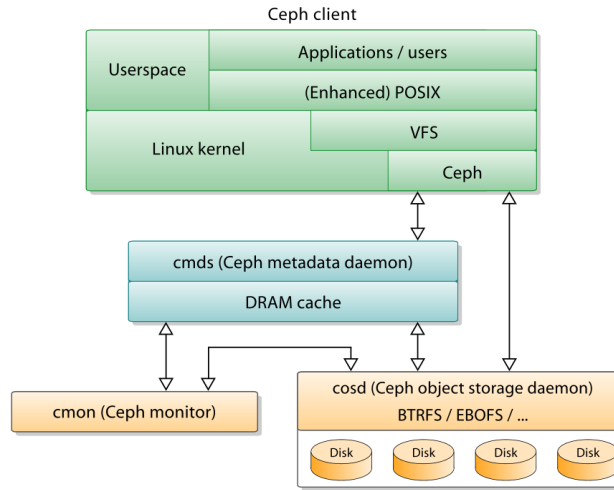 Ceph client
Userspace
Applications / users
(Enhanced) POSIX
Linux kernel
VFS
Ceph
cmds (Ceph metadata daemon)
DRAM cache
cmon (Ceph monitor)
cosd (Ceph object storage daemon)
BTRFS / EBOFS / ...
Disk
Disk
Disk
Disk